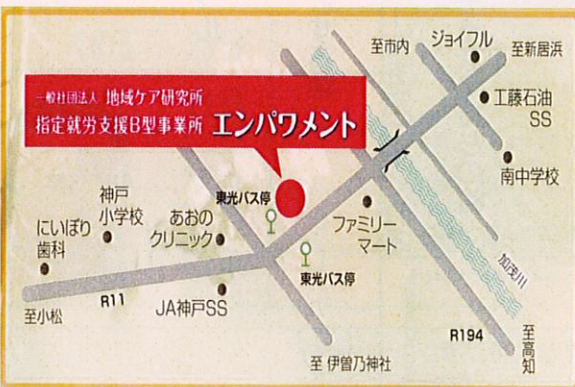 至市内
ジョイフル
至新居浜
一般社団法人 地域ケア研究所
指定就労支援B型事業所 エンパワメント
工藤石油
SS
南中学校
神戸
小学校
東光バス停
あおの
クリニック
ファミリー
マート
にいぼり
歯科
東光バス停
加茂川
R11
JA神戸SS
至小松
R194
至高知
至 伊曽乃神社